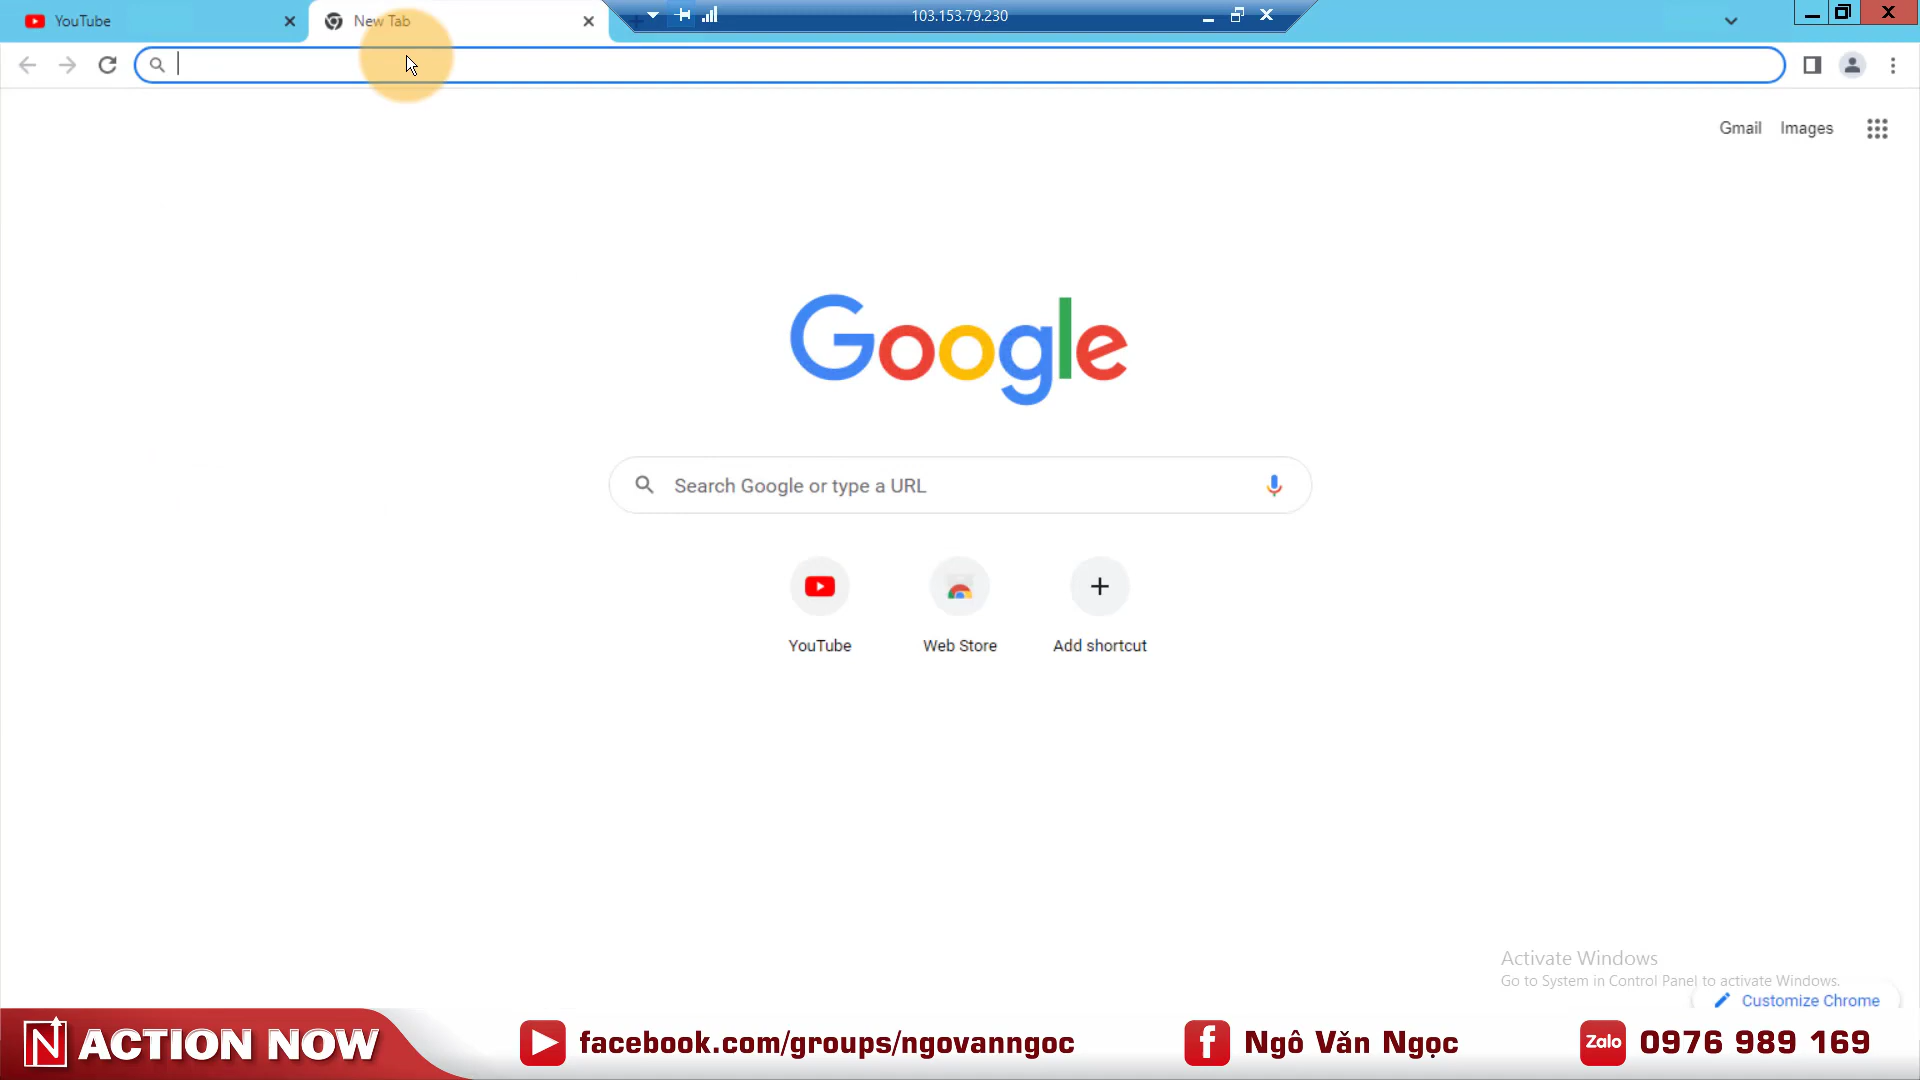 YouTube
New Tab
103.153.79.230
Gmail Images
Google
Search Google or type a URL
YouTube
Web Store
Add shortcut
Activate Windows
Go to System in Control Panel to activate Windows.
Customize Chrome
N ACTION NOW
facebook.com/groups/ngovanngoc
f Ngô Văn Ngọc
Zalo 0976 989 169